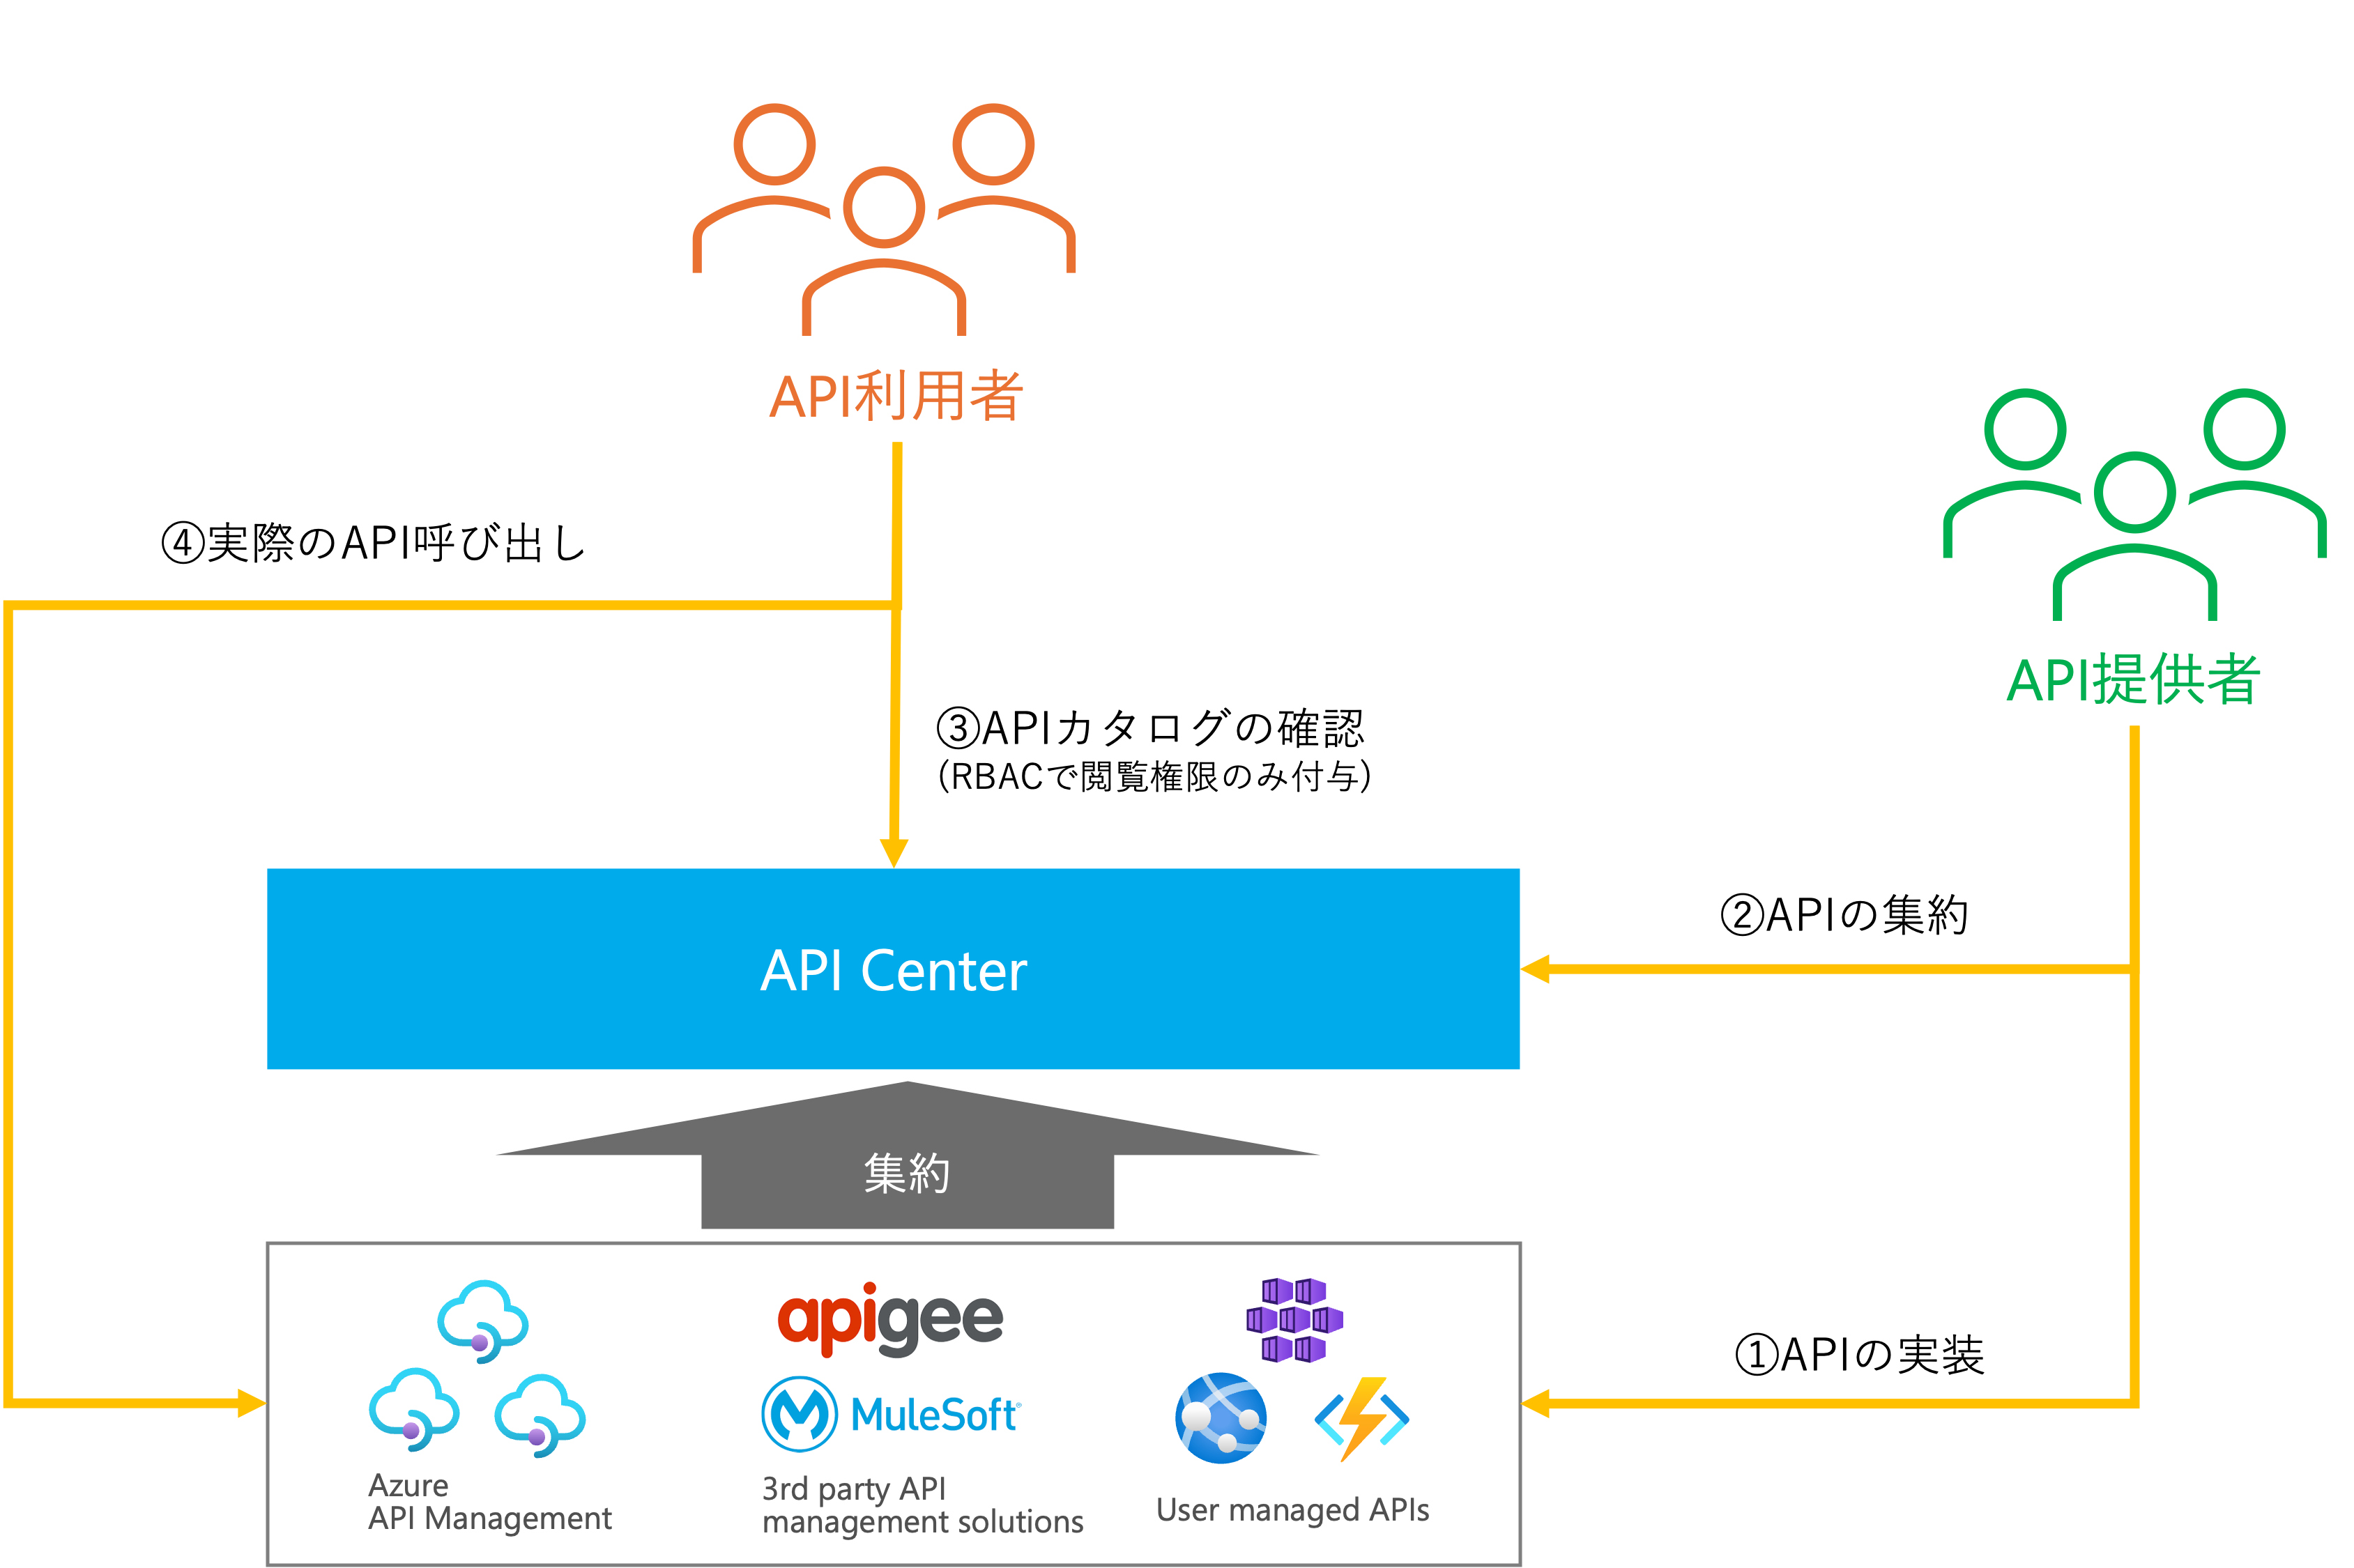 API利用者
④実際のAPI呼び出し
API提供者
③APIカタログの確認
（RBACで閲覧権限のみ付与）
②APIの集約
API Center
集約
①APIの実装
apigee
MuleSoft
Azure
API Management
3rd party API
management solutions
User managed APIs